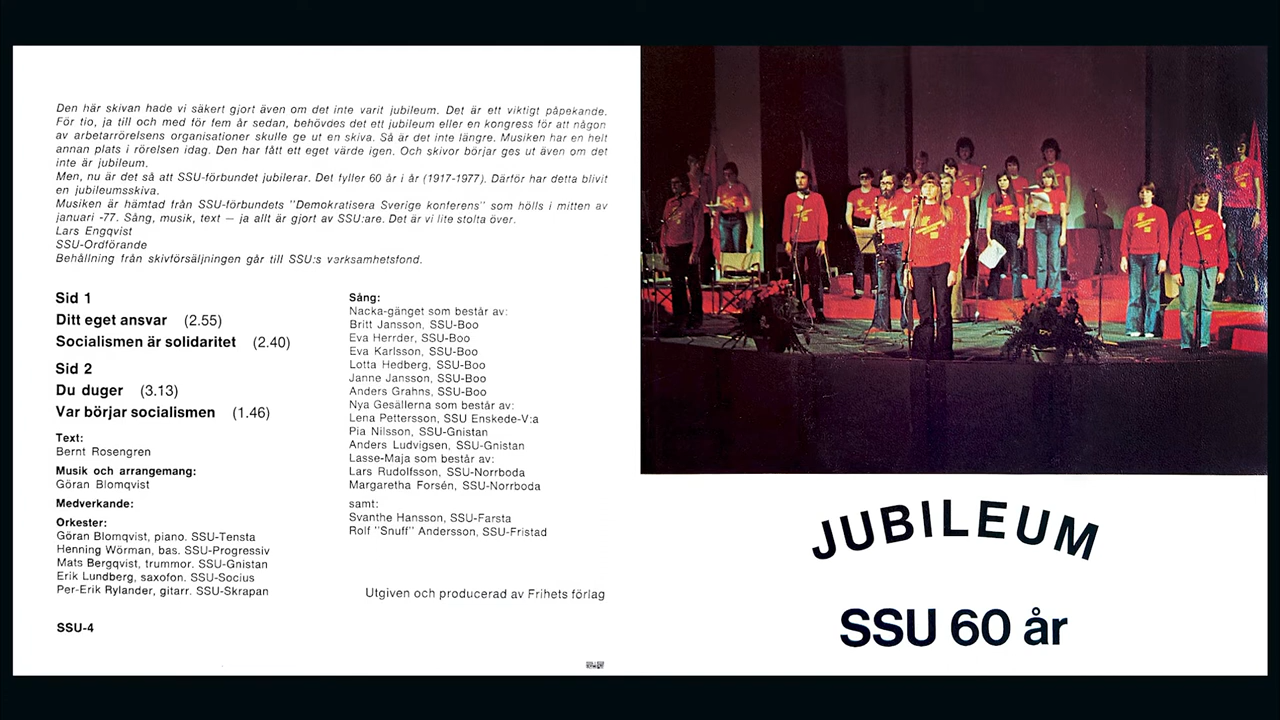 Den här skivan hade vi säkert gjort även om det inte varit jubileum. Det är ett viktigt påpekande.
För tio, ja till och med för fem år sedan, behövdes det ett jubileum eller en kongress för att någon
av arbetarrörelsens organisationer skulle ge ut en skiva. Så är det inte längre. Musiken har en helt
annan plats i rörelsen idag. Den har fått ett eget värde igen. Och skivor börjar ges ut även om det
inte är jubileum.
Men, nu är det så att SSU-förbundet jubilerar. Det fyller 60 år i år (1917-1977). Därför har detta blivit
en jubileumsskiva.
Musiken är hämtad från SSU-förbundets "Demokratisera Sverige konferens" som hölls i mitten av
januari -77. Sång, musik, text — ja allt är gjort av SSU:are. Det är vi lite stolta över.
Lars Engqvist
SSU-Ordförande
Behållning från skivförsäljningen går till SSU:s verksamhetsfond.
Sid 1
Ditt eget ansvar (2.55)
Socialismen är solidaritet (2.40)
Sid 2
Du duger (3.13)
Var börjar socialismen (1.46)
Text:
Bernt Rosengren
Musik och arrangemang:
Göran Blomqvist
Medverkande:
Orkester:
Göran Blomqvist, piano. SSU-Tensta
Henning Wörman, bas. SSU-Progressiv
Mats Bergqvist, trummor. SSU-Gnistan
Erik Lundberg, saxofon. SSU-Socius
Per-Erik Rylander, gitarr. SSU-Skrapan
SSU-4
Sång:
Nacka-gänget som består av:
Britt Jansson, SSU-Boo
Eva Herrder, SSU-Boo
Eva Karlsson, SSU-Boo
Lotta Hedberg, SSU-Boo
Janne Jansson, SSU-Boo
Anders Grahns, SSU-Boo
Nya Gesällerna som består av:
Lena Pettersson, SSU Enskede-V:a
Pia Nilsson, SSU-Gnistan
Anders Ludvigsen, SSU-Gnistan
Lasse-Maja som består av:
Lars Rudolfsson, SSU-Norrboda
Margaretha Forsén, SSU-Norrboda
samt:
Svanthe Hansson, SSU-Farsta
Rolf "Snuff" Andersson, SSU-Fristad
Utgiven och producerad av Frihets förlag
JUBILEUM
SSU 60 år